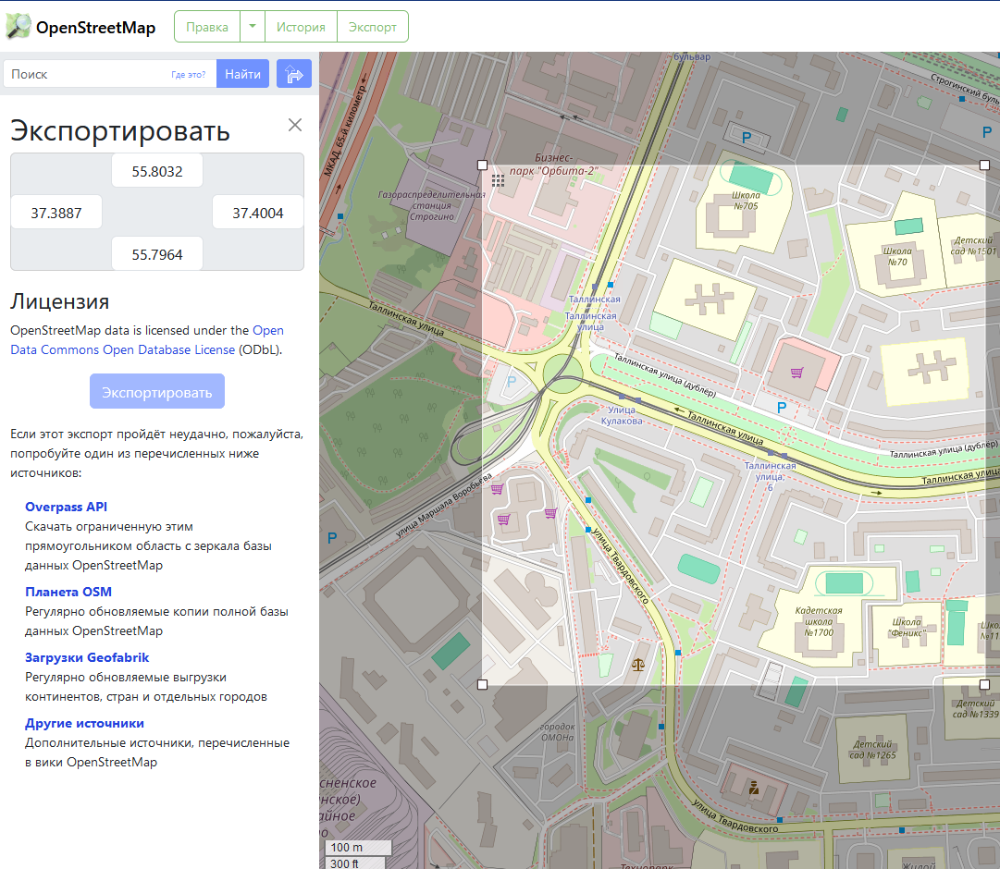 OpenStreetMap
Правка
История
Экспорт
Поиск
Где это?
Найти
Экспортировать
55.8032
37.3887
37.4004
55.7964
Лицензия
OpenStreetMap data is licensed under the Open
Data Commons Open Database License (ODbL).
Экспортировать
Если этот экспорт пройдёт неудачно, пожалуйста,
попробуйте один из перечисленных ниже
источников:
Overpass API
Скачать ограниченную этим
прямоугольником область с зеркала базы
данных OpenStreetMap
Планета OSM
Регулярно обновляемые копии полной базы
данных OpenStreetMap
Загрузки Geofabrik
Регулярно обновляемые выгрузки
континентов, стран и отдельных городов
Другие источники
Дополнительные источники, перечисленные
в вики OpenStreetMap
бульвар
Строгинский буль
МКАД, 65-й километр
P
P
Бизнес-
парк "Орбита-2"
Газораспределительная
станция
Строгино
Школа
№705
Школа
№70
Детский
сад №1501
Таллинская
Таллинская
улица
Таллинская улица
Таллинская улица (дублёр)
P
P
Улица
Кулакова
Таллинская улица
Таллинская улица (дублёр)
Таллинская
улица,
6
Таллинская улица
улица Маршала Воробьёва
P
улица Твардовского
Кадетская
школа
№1700
Школа
"Феникс"
Шко
№11
городок
ОМОНа
Детский
сад №1339
Детский
сад №1265
сненское
нское)
айное
улица Твардовского
Технопарк
Жилой
100 m
300 ft